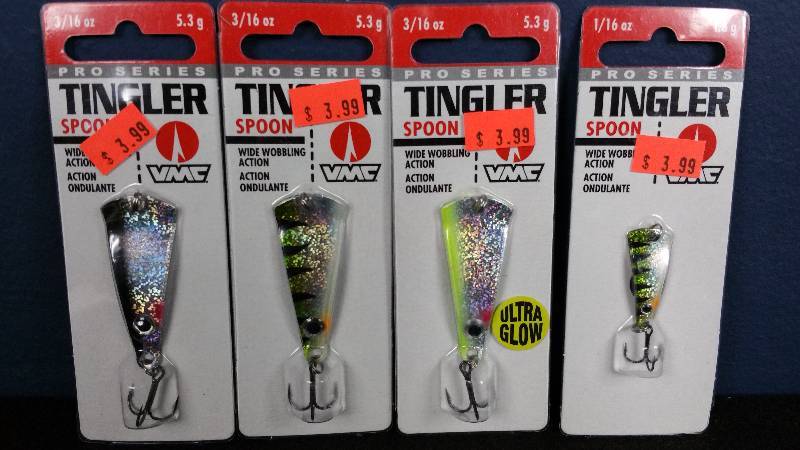 3/16 oz 5.3 g
PRO SERIES
TINGLER
SPOON
$ 3.99
WIDE WOBBLING
ACTION
ACTION
ONDULANTE
VMC
3/16 oz 5.3 g
PRO SERIES
$ 3.99
SPOON
WIDE WOBBLING
ACTION
ACTION
ONDULANTE
VMC
3/16 oz 5.3 g
PRO SERIES
TINGLER
SPOON
$ 3.99
WIDE WOBBLING
ACTION
ACTION
ONDULANTE
VMC
ULTRA
GLOW
1/16 oz g
PRO SERIES
TINGLER
SPOON
$ 3.99
WIDE
ACTION
ACTION
ONDULANTE
VMC